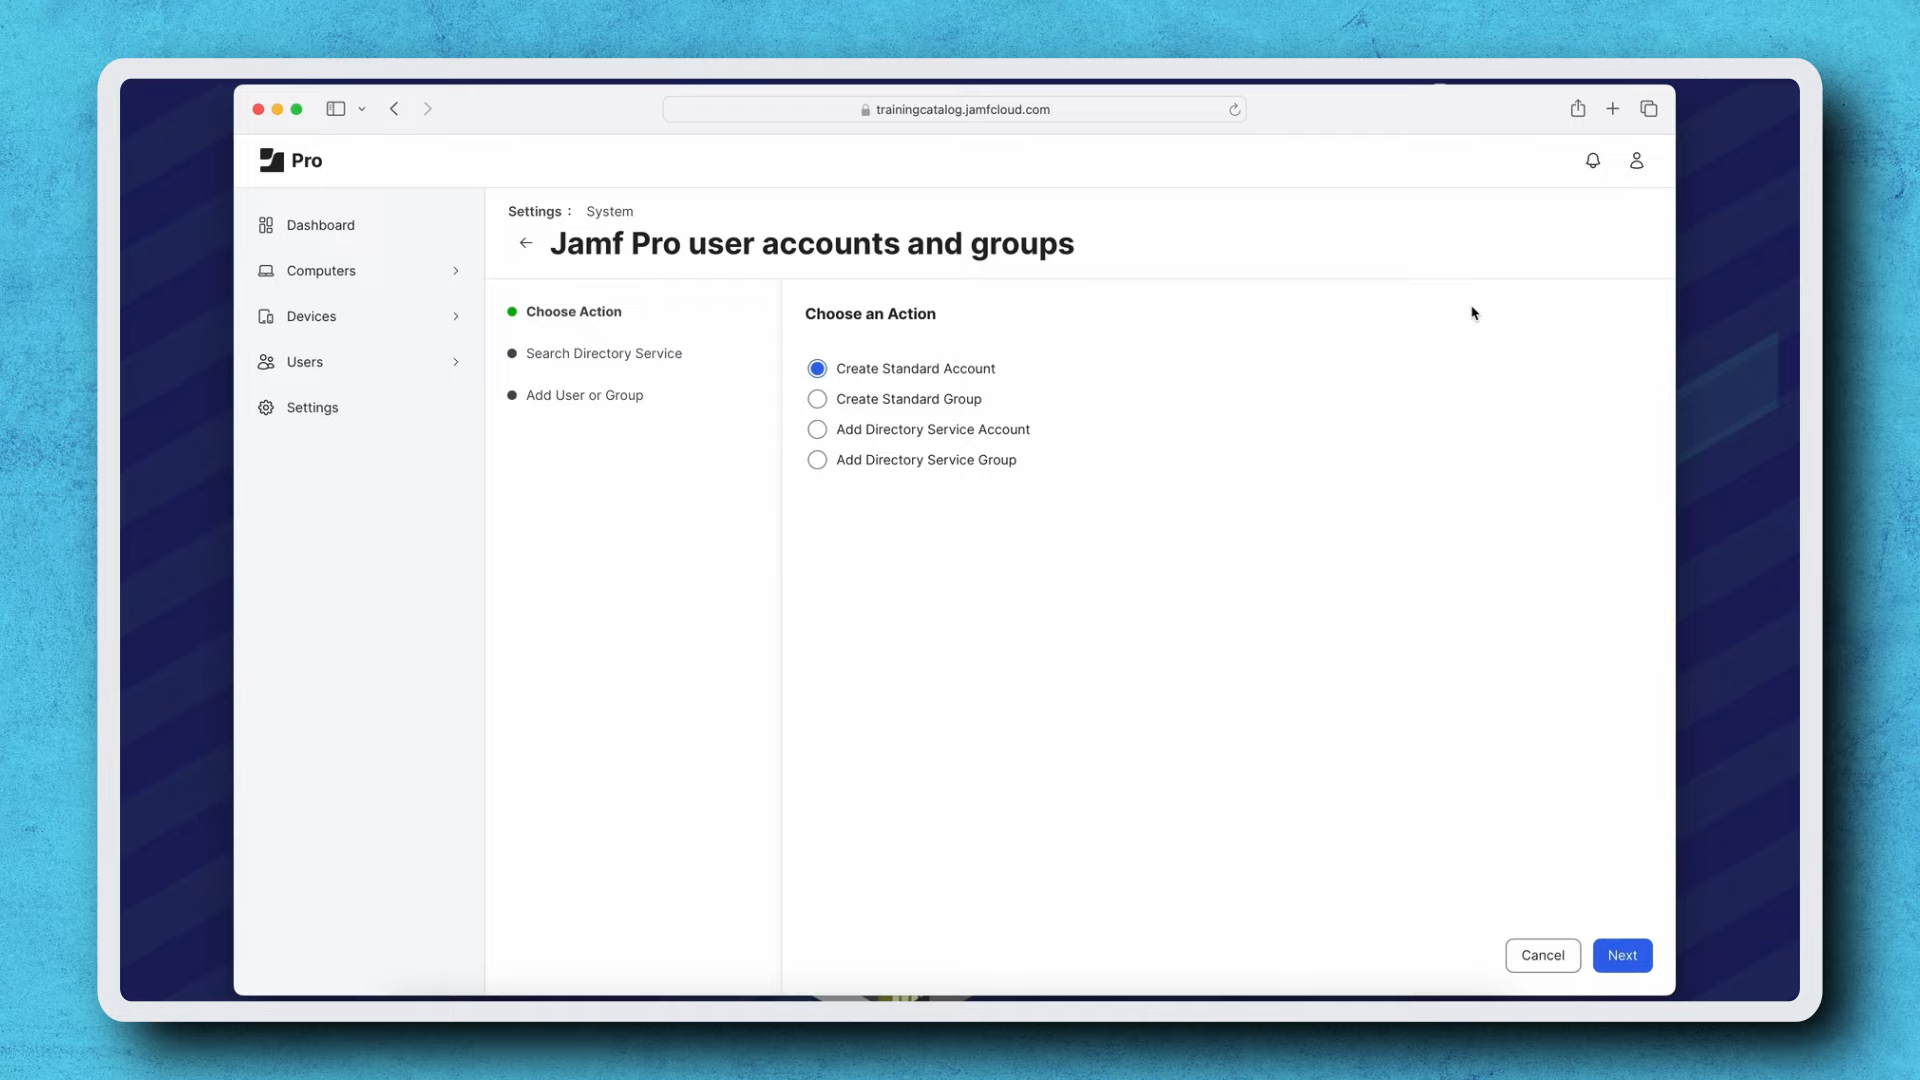 trainingcatalog.jamfcloud.com
Pro
Dashboard
Computers
Devices
Users
Settings
Settings : System
Jamf Pro user accounts and groups
Choose Action
Search Directory Service
Add User or Group
Choose an Action
Create Standard Account
Create Standard Group
Add Directory Service Account
Add Directory Service Group
Cancel
Next